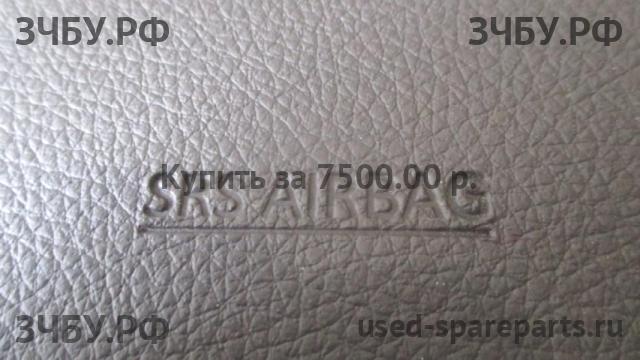 ЗЧБУ.РФ ЗЧБУ.РФ
Купить за 7500.00 р.
SRS AIRBAG
ЗЧБУ.РФ used-spareparts.ru